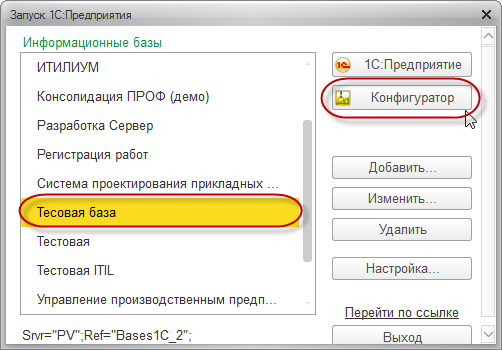 Запуск 1С:Предприятия
Информационные базы
ИТИЛИУМ
Консолидация ПРОФ (демо)
Разработка Сервер
Регистрация работ
Система проектирования прикладных ...
Тесовая база
Тестовая
Тестовая ITIL
Управление производственным предп...
1С:Предприятие
Конфигуратор
Добавить...
Изменить...
Удалить
Настройка...
Перейти по ссылке
Выход
Srvr="PV";Ref="Bases1C_2";